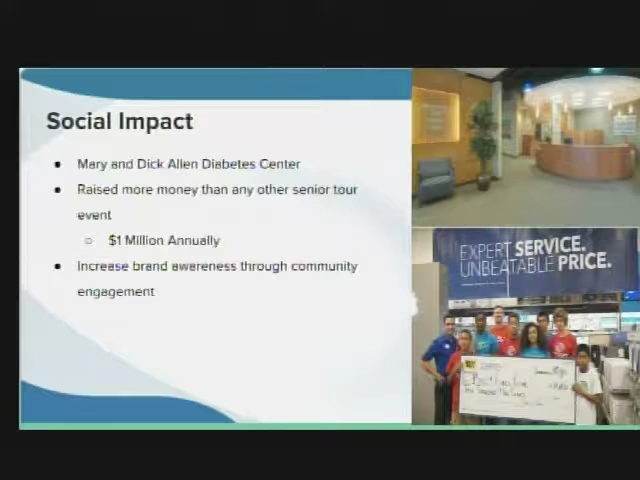 Social Impact
● Mary and Dick Allen Diabetes Center
● Raised more money than any other senior tour
event
○ $1 Million Annually
● Increase brand awareness through community
engagement
EXPERT SERVICE.
UNBEATABLE PRICE.